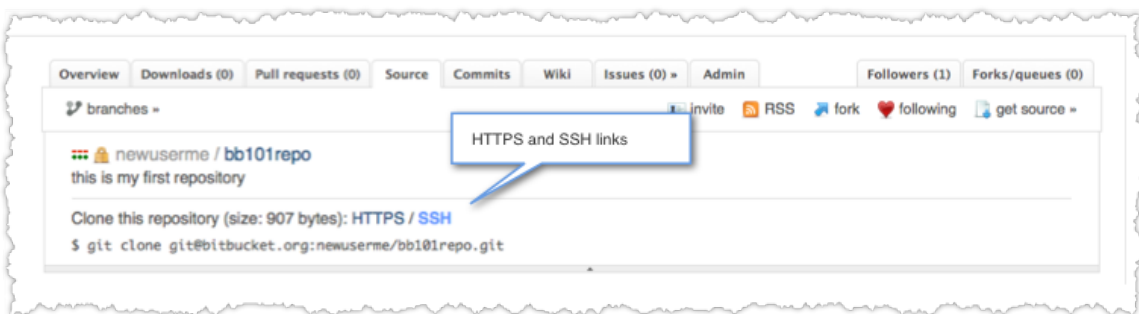 Overview Downloads (0) Pull requests (0) Source Commits Wiki Issues (0) » Admin Followers (1) Forks/queues (0)
branches » invite RSS fork following get source »
HTTPS and SSH links
newuserme / bb101repo
this is my first repository
Clone this repository (size: 907 bytes): HTTPS / SSH
$ git clone git@bitbucket.org:newuserme/bb101repo.git